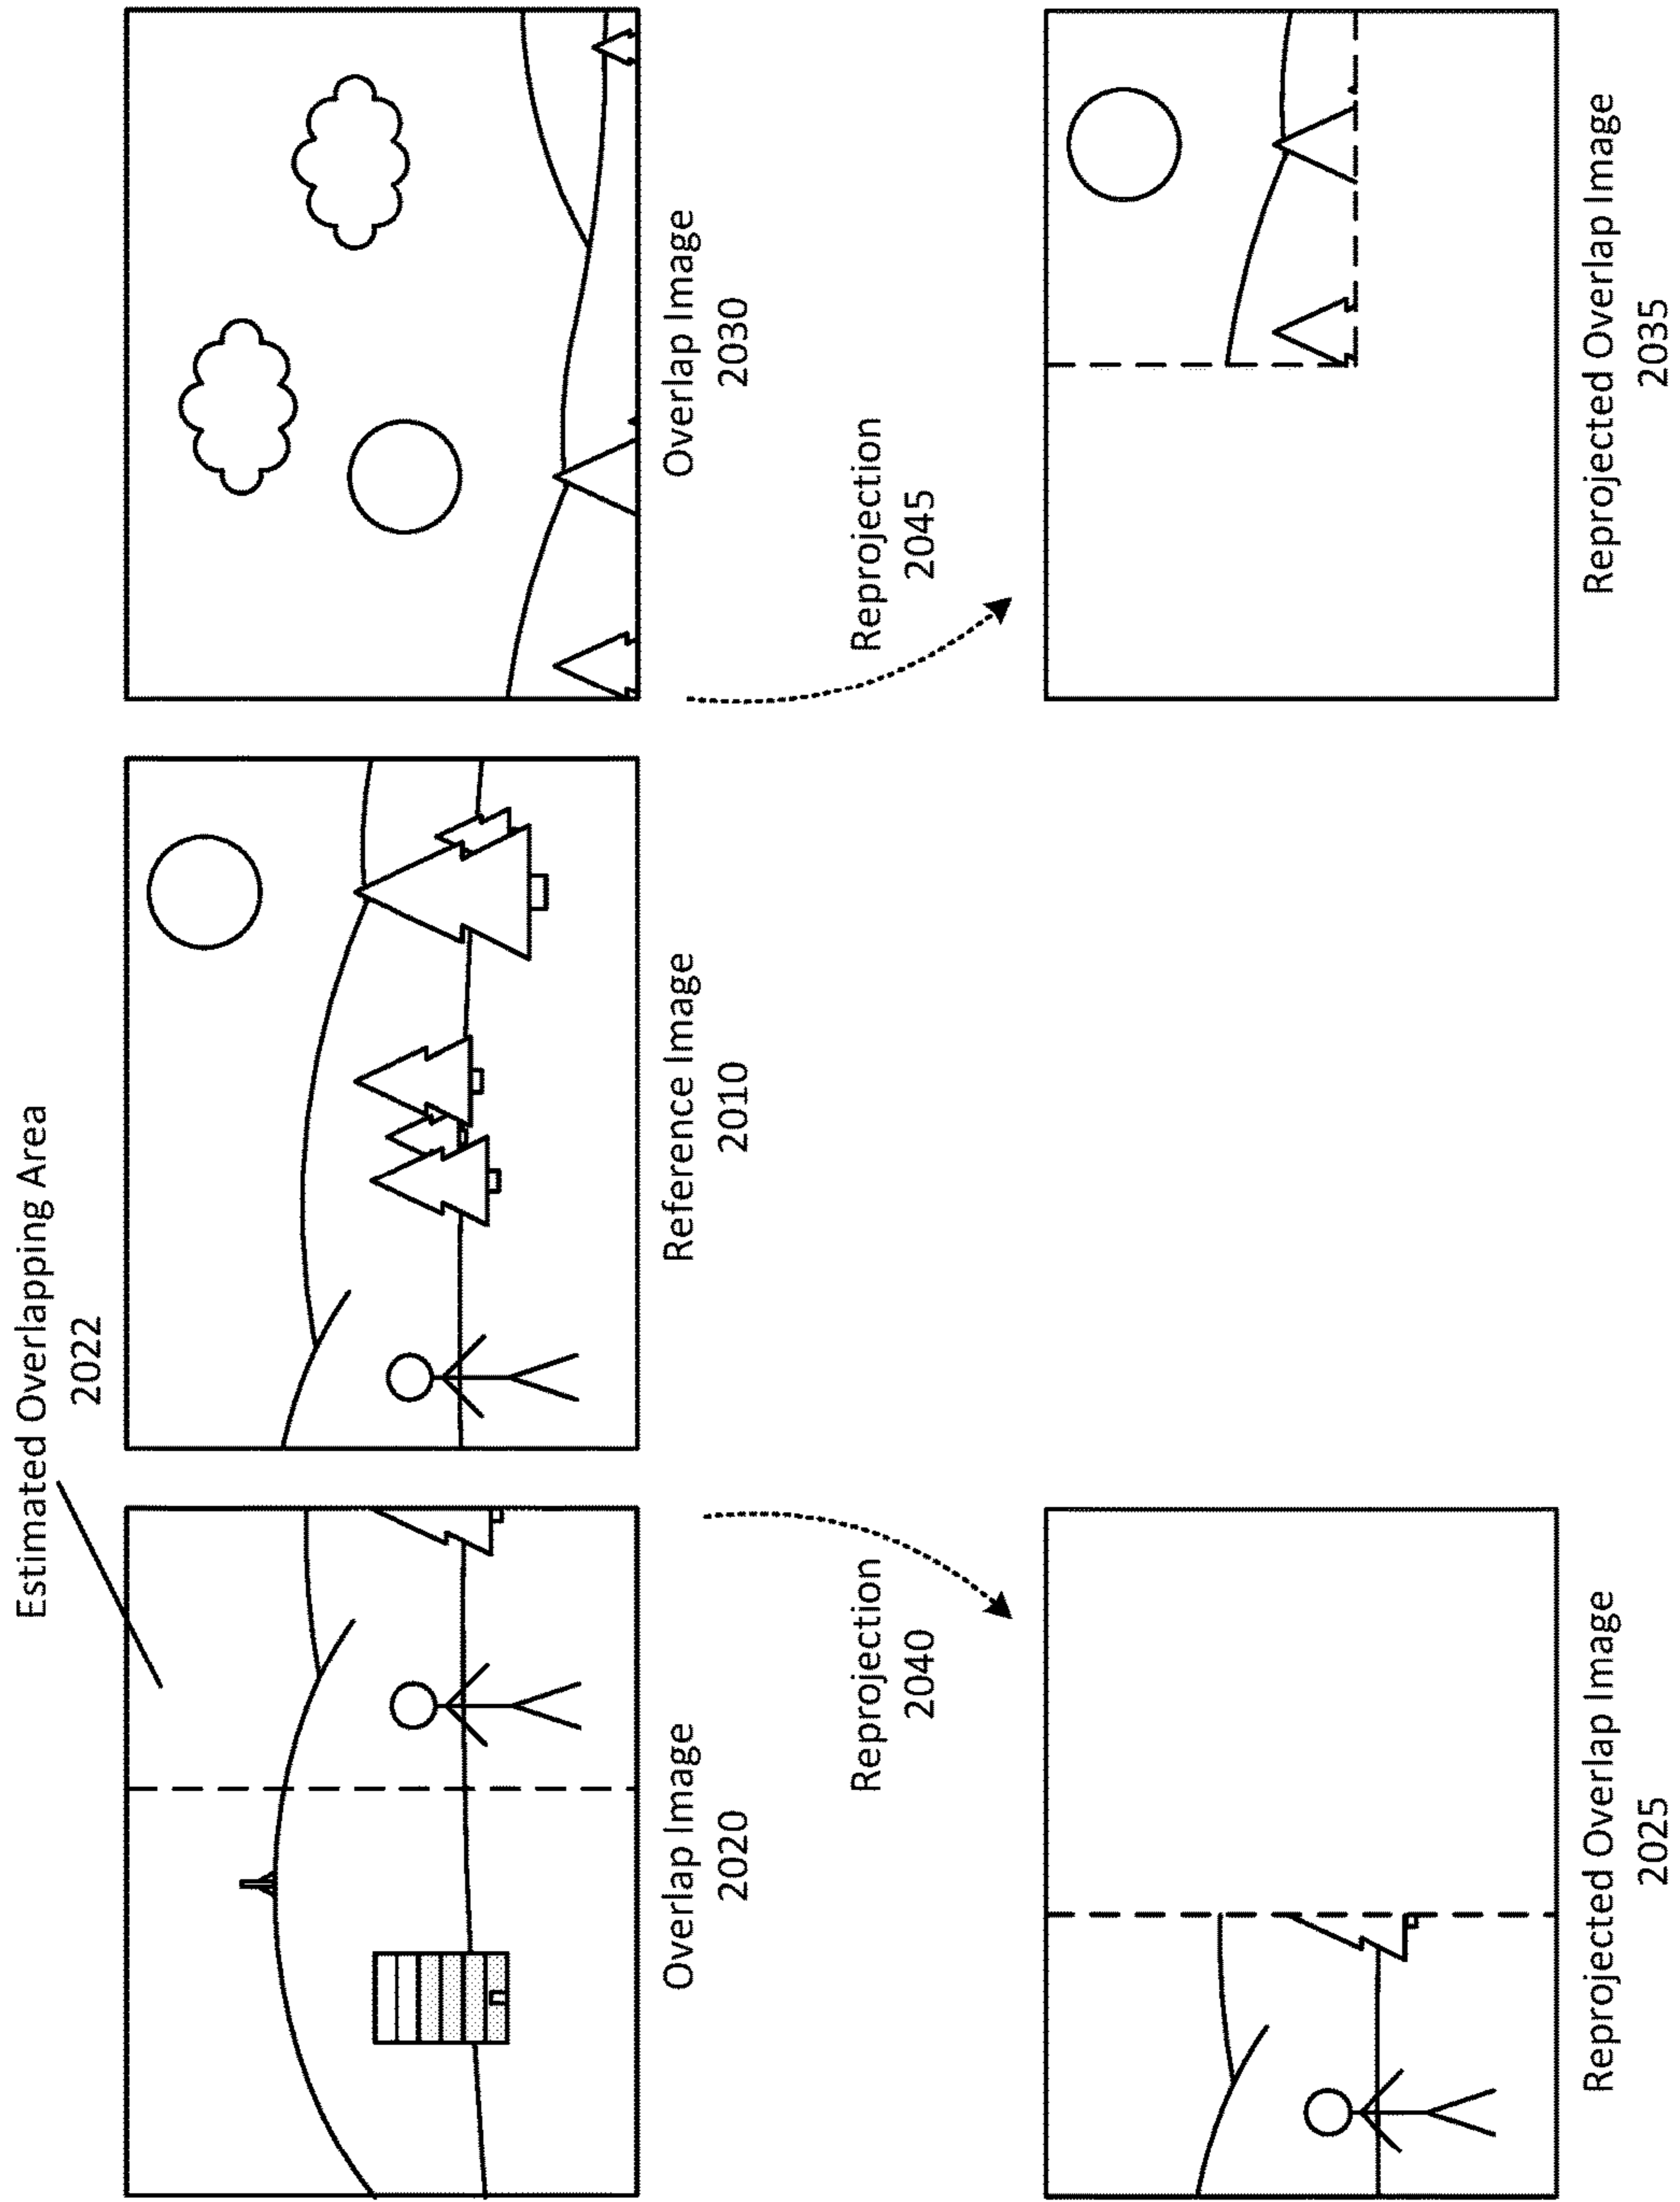 Estimated Overlapping Area
2022
Overlap Image
2020
Reference Image
2010
Overlap Image
2030
Reprojection
2040
Reprojection
2045
Reprojected Overlap Image
2025
Reprojected Overlap Image
2035